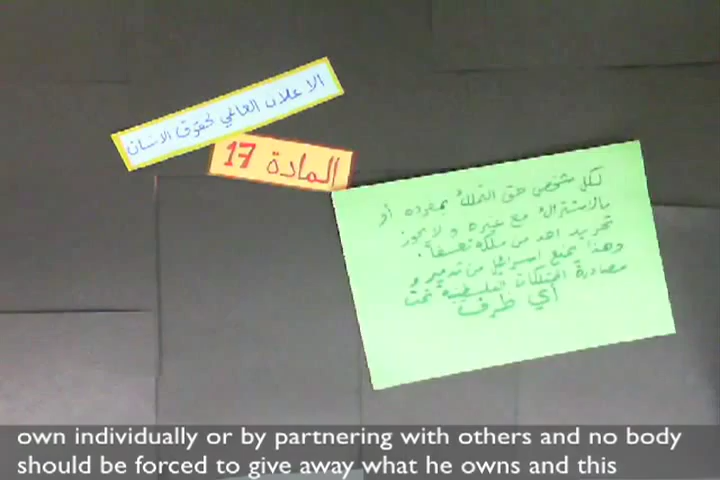 الاعلان العالمي لحقوق الانسان
المادة 17
لكل شخص حق التملك بمفرده أو
بالاشتراك مع غيره ولا يجوز
تجريد احد من ملكه تعسفاً.
وهذا يمنع اسرائيل من تدمير و
مصادرة الممتلكات الفلسطينية تحت
أي ظرف
own individually or by partnering with others and no body
should be forced to give away what he owns and this